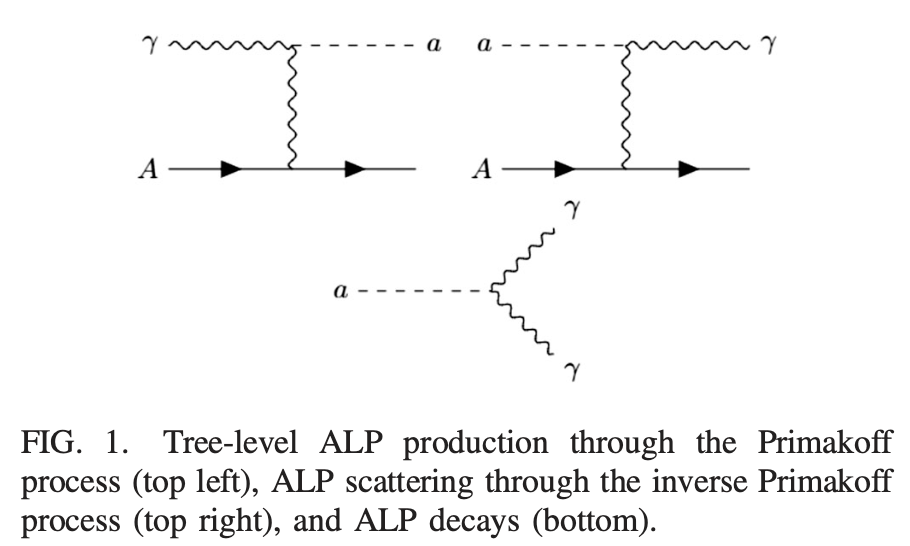 γ a a γ
A A
γ
a
γ
FIG. 1. Tree-level ALP production through the Primakoff
process (top left), ALP scattering through the inverse Primakoff
process (top right), and ALP decays (bottom).